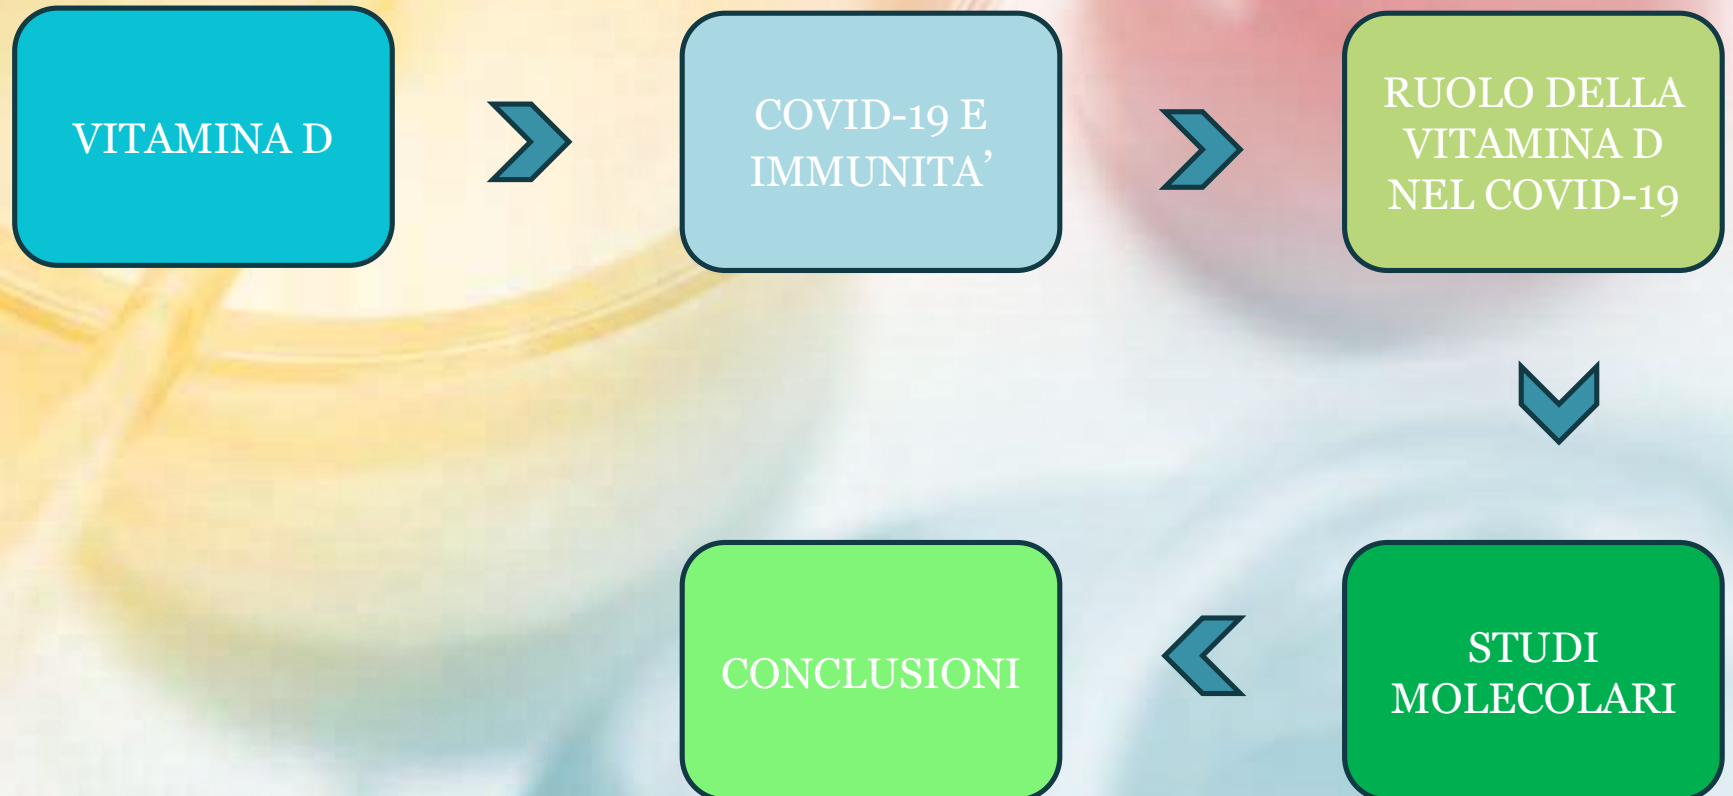 VITAMINA D
COVID-19 E
IMMUNITA’
RUOLO DELLA
VITAMINA D
NEL COVID-19
STUDI
MOLECOLARI
CONCLUSIONI